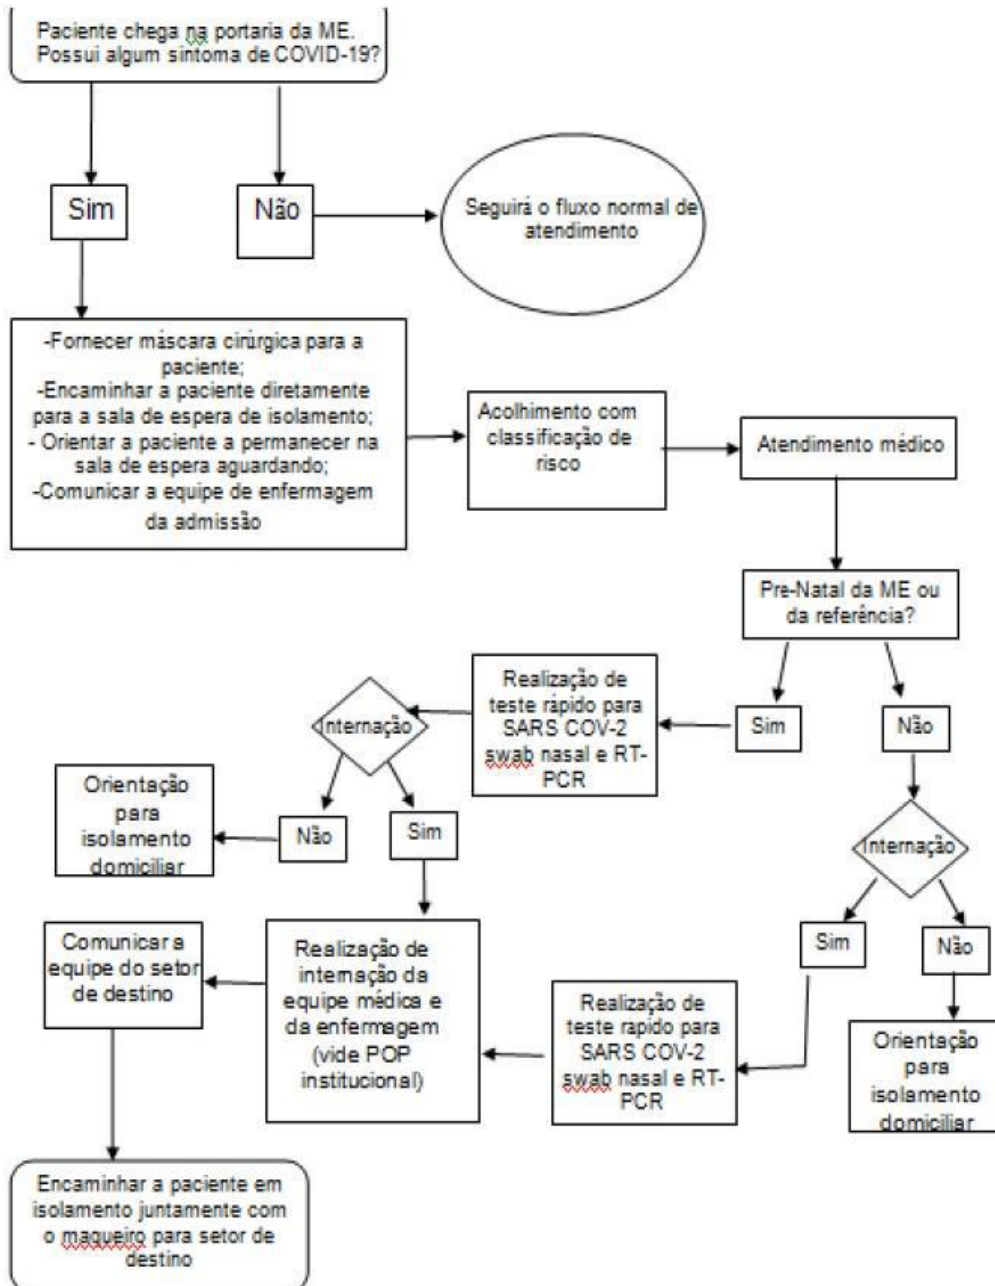 Paciente chega na portaria da ME.
Possui algum sintoma de COVID-19?
Sim
Não
Seguirá o fluxo normal de
atendimento
-Fornecer máscara cirúrgica para a
paciente;
-Encaminhar a paciente diretamente
para a sala de espera de isolamento;
- Orientar a paciente a permanecer na
sala de espera aguardando;
-Comunicar a equipe de enfermagem
da admissão
Acolhimento com
classificação de
risco
Atendimento médico
Pre-Natal da ME ou
da referência?
Sim
Não
Realização de
teste rápido para
SARS COV-2
swab nasal e RT-
PCR
Internação
Não
Sim
Orientação
para
isolamento
domiciliar
Internação
Sim
Não
Orientação
para
isolamento
domiciliar
Realização de
teste rapido para
SARS COV-2
swab nasal e RT-
PCR
Realização de
internação da
equipe médica e
da enfermagem
(vide POP
institucional)
Comunicar a
equipe do setor
de destino
Encaminhar a paciente em
isolamento juntamente com
o maqueiro para setor de
destino